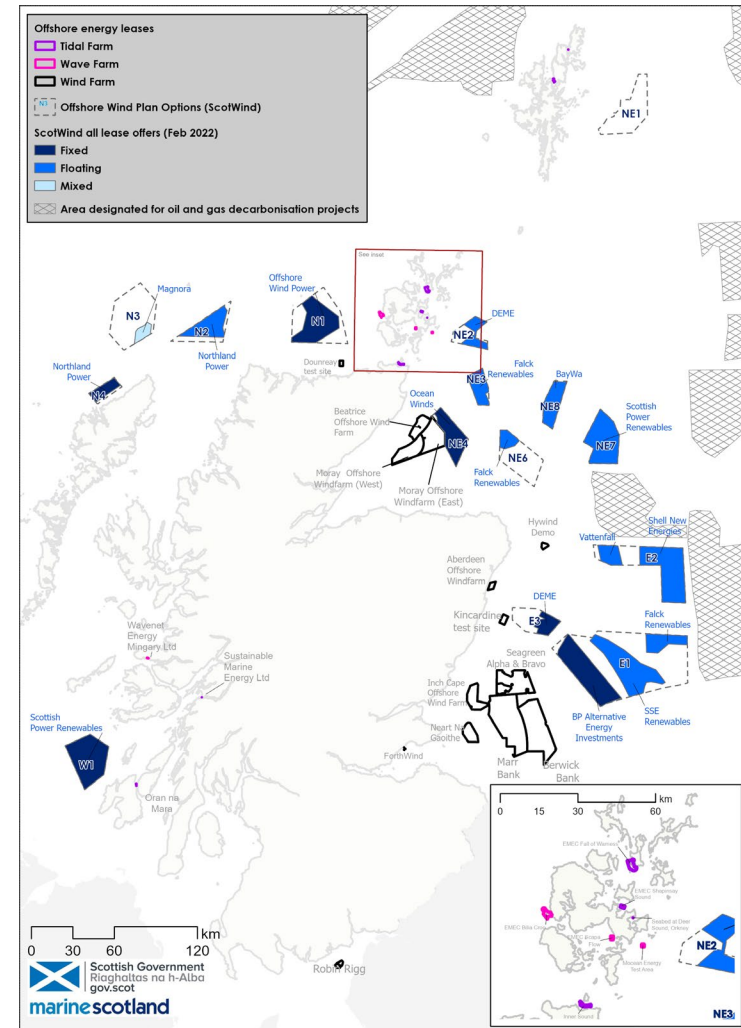 Offshore energy leases
Tidal Farm
Wave Farm
Wind Farm
N3
Offshore Wind Plan Options (ScotWind)
ScotWind all lease offers (Feb 2022)
Fixed
Floating
Mixed
Area designated for oil and gas decarbonisation projects
NE1
See inset
Offshore
Wind Power
Magnora
N3
N2
N1
Northland
Power
DEME
NE2
Dounreay
test site
Northland
Power
N4
Falck
Renewables
NE3
BayWa
NE8
Ocean
Winds
Beatrice
Offshore Wind
Farm
NE4
Scottish
Power
Renewables
NE7
NE6
Falck
Renewables
Moray Offshore
Windfarm (West)
Moray Offshore
Windfarm (East)
Hywind
Demo
Shell New
Energies
Vattenfall
E2
Aberdeen
Offshore
Windfarm
DEME
E3
Kincardine
test site
Falck
Renewables
E1
Seagreen
Alpha & Bravo
Wavenet
Energy
Mingary Ltd
Sustainable
Marine
Energy Ltd
Inch Cape
Offshore
Wind Farm
BP Alternative
Energy
Investments
SSE
Renewables
Scottish
Power Renewables
W1
Neart Na
Gaoithe
ForthWind
Marr
Bank
Berwick
Bank
Oran na
Mara
Robin Rigg
km
0 15 30 60
EMEC Fall of Warness
EMEC Shapinsay
Sound
Seabed at Deer
Sound, Orkney
EMEC Billia Croo
EMEC Scapa
Flow
NE2
Inner Sound
NE3
km
0 30 60 120
Scottish Government
Riaghaltas na h-Alba
gov.scot
marinescotland